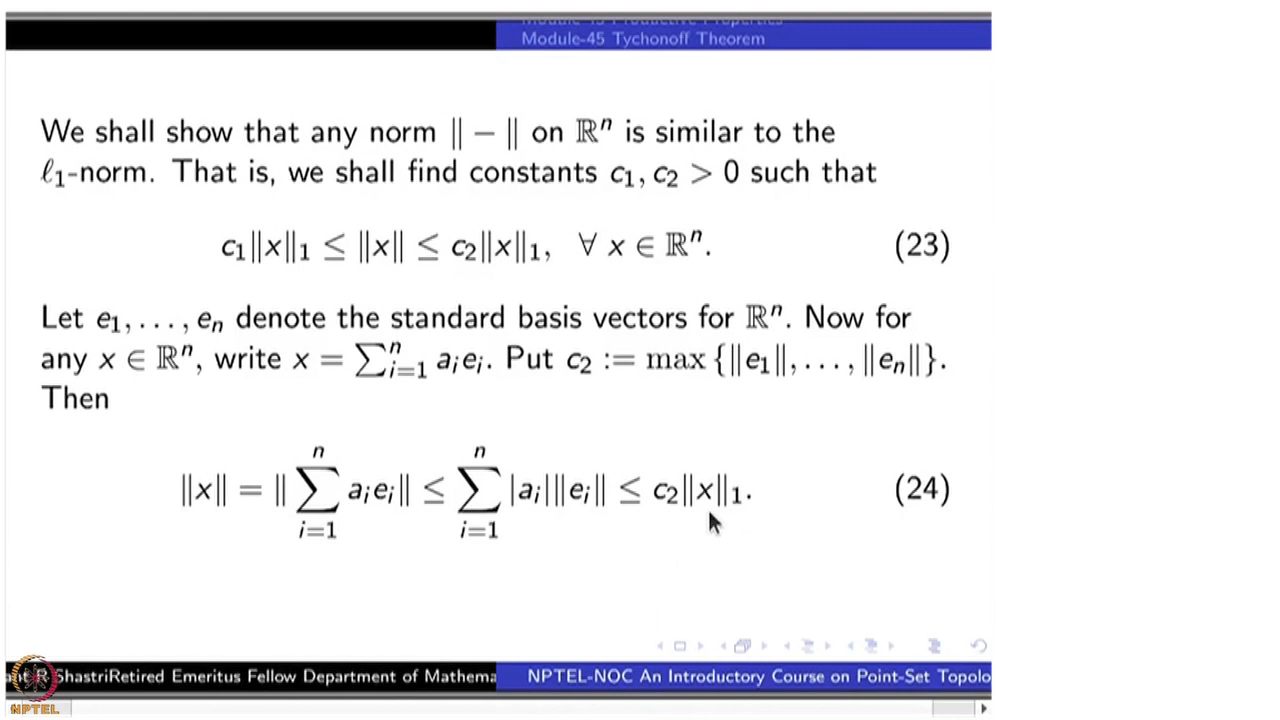 Module-45 Tychonoff Theorem
We shall show that any norm ‖ − ‖ on ℝⁿ is similar to the
ℓ₁-norm. That is, we shall find constants c₁, c₂ > 0 such that
c₁‖x‖₁ ≤ ‖x‖ ≤ c₂‖x‖₁, ∀ x ∈ ℝⁿ. (23)
Let e₁, . . . , eₙ denote the standard basis vectors for ℝⁿ. Now for
any x ∈ ℝⁿ, write x = ∑ⁿᵢ₌₁ aᵢeᵢ. Put c₂ := max {‖e₁‖, . . . , ‖eₙ‖}.
Then
‖x‖ = ‖ ∑ⁿᵢ₌₁ aᵢeᵢ‖ ≤ ∑ⁿᵢ₌₁ |aᵢ|‖eᵢ‖ ≤ c₂‖x‖₁. (24)
R ShastriRetired Emeritus Fellow Department of Mathema
NPTEL-NOC An Introductory Course on Point-Set Topolo
NPTEL